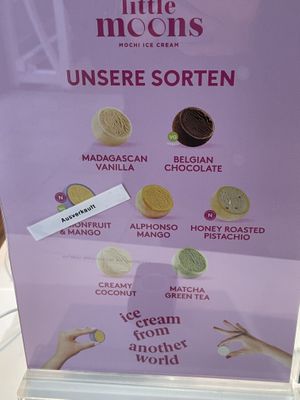 little
moons
MOCHI ICE CREAM
UNSERE SORTEN
MADAGASCAN
VANILLA
BELGIAN
CHOCOLATE
Ausverkauft
IONFRUIT
& MANGO
ALPHONSO
MANGO
HONEY ROASTED
PISTACHIO
CREAMY
COCONUT
MATCHA
GREEN TEA
ice
cream
from
another
world